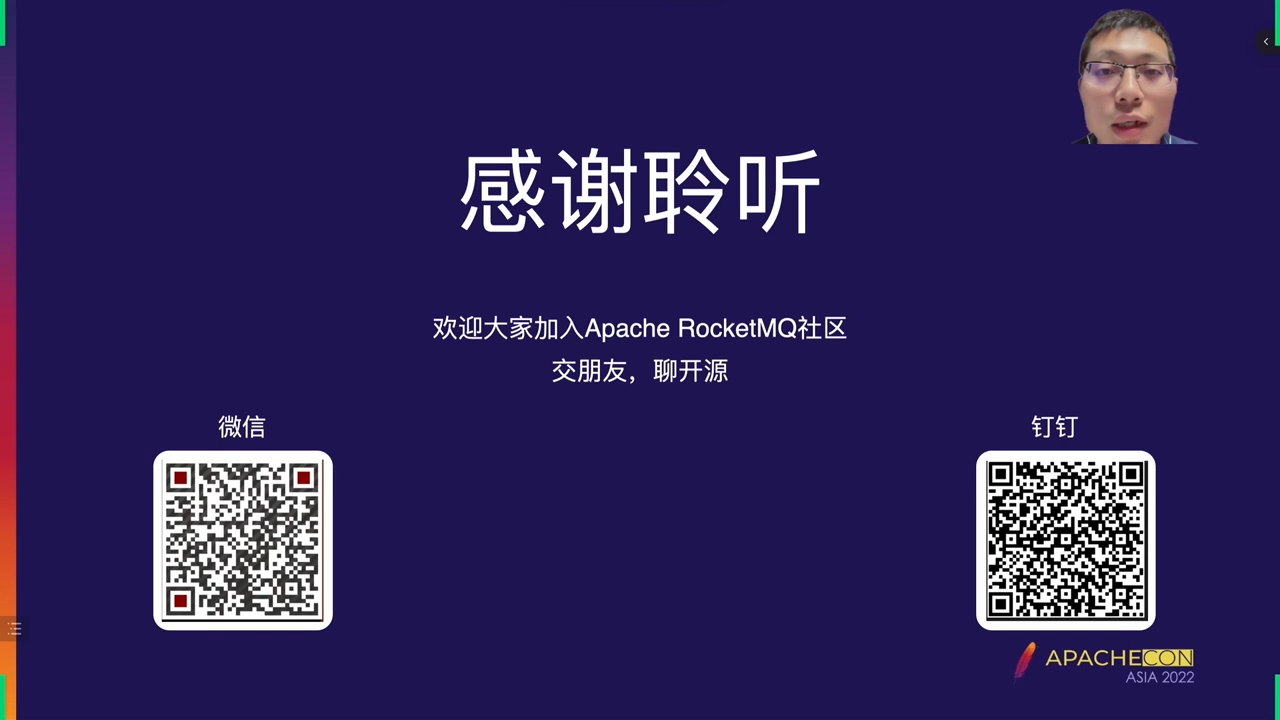 感谢聆听
欢迎大家加入Apache RocketMQ社区
交朋友，聊开源
微信
钉钉
APACHECON
ASIA 2022